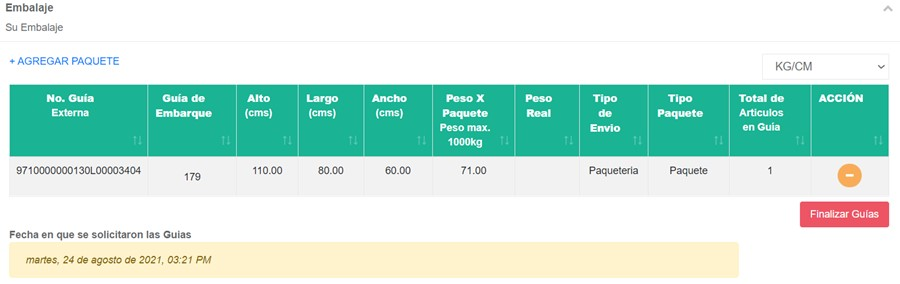 Embalaje
Su Embalaje
+ AGREGAR PAQUETE
KG/CM
No. Guía Externa
Guía de Embarque
Alto (cms)
Largo (cms)
Ancho (cms)
Peso X Paquete Peso max. 1000kg
Peso Real
Tipo de Envio
Tipo Paquete
Total de Artículos en Guía
ACCIÓN
9710000000130L00003404
179
110.00
80.00
60.00
71.00
Paqueteria
Paquete
1
Finalizar Guías
Fecha en que se solicitaron las Guias
martes, 24 de agosto de 2021, 03:21 PM